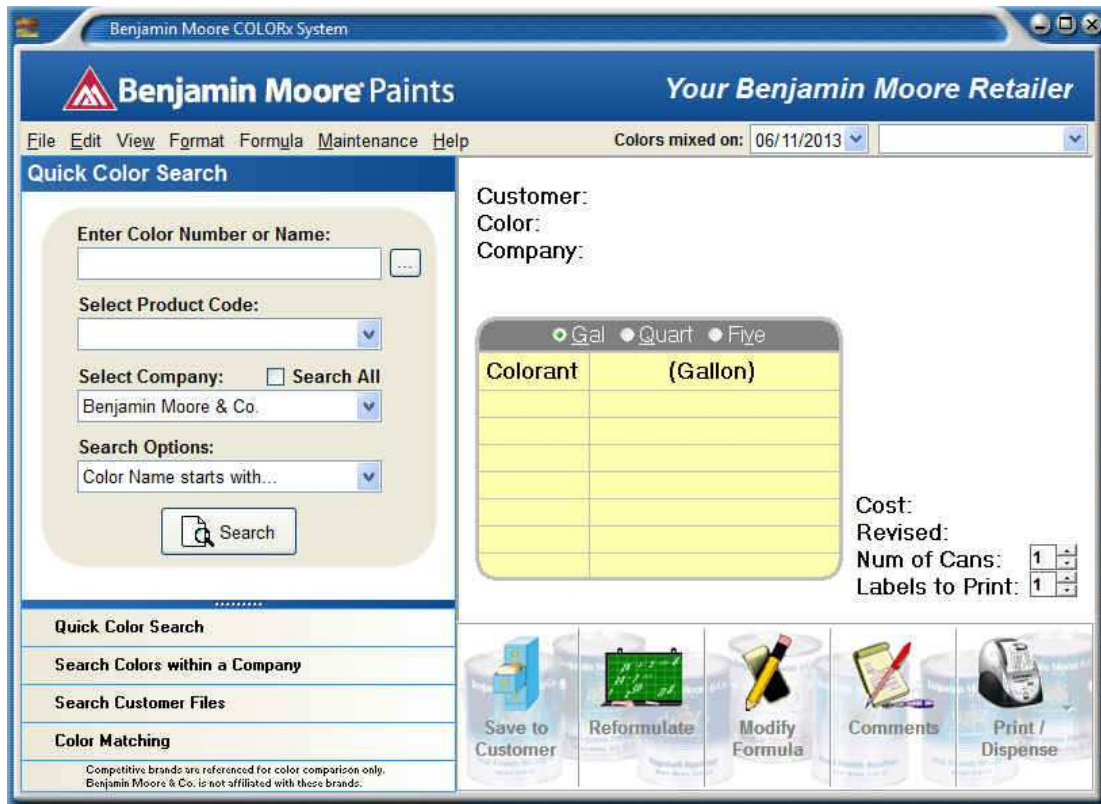 Benjamin Moore COLORx System
Benjamin Moore Paints
Your Benjamin Moore Retailer
File Edit View Format Formula Maintenance Help
Colors mixed on: 06/11/2013
Quick Color Search
Enter Color Number or Name:
...
Select Product Code:
Select Company: Search All
Benjamin Moore & Co.
Search Options:
Color Name starts with...
Search
Customer:
Color:
Company:
Gal Quart Five
Colorant (Gallon)
Cost:
Revised:
Num of Cans: 1
Labels to Print: 1
Quick Color Search
Search Colors within a Company
Search Customer Files
Color Matching
Competitive brands are referenced for color comparison only.
Benjamin Moore & Co. is not affiliated with these brands.
Save to
Customer
Reformulate
Modify
Formula
Comments
Print /
Dispense